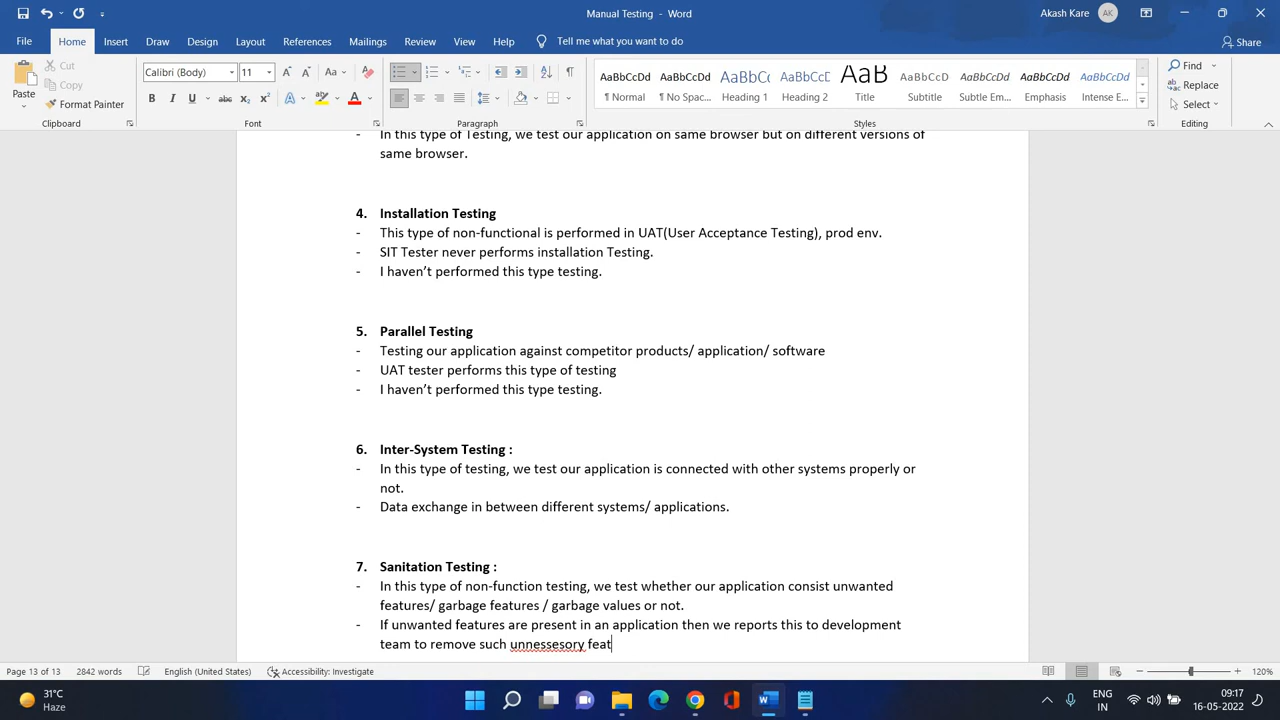 Manual Testing - Word
Akash Kare AK
File Home Insert Draw Design Layout References Mailings Review View Help Tell me what you want to do Share
Paste Cut Copy Format Painter
Calibri (Body) 11 Aa
AaBbCcDd AaBbCcDd AaBbCc AaBbCcD AaB AaBbCcDd AaBbCcDd AaBbCcDd AaBbCcDd
¶ Normal ¶ No Spac... Heading 1 Heading 2 Title Subtitle Subtle Em... Emphasis Intense E...
Find Replace Select
Clipboard Font Paragraph Styles Editing
- In this type of Testing, we test our application on same browser but on different versions of
same browser.
4. Installation Testing
- This type of non-functional is performed in UAT(User Acceptance Testing), prod env.
- SIT Tester never performs installation Testing.
- I haven’t performed this type testing.
5. Parallel Testing
- Testing our application against competitor products/ application/ software
- UAT tester performs this type of testing
- I haven’t performed this type testing.
6. Inter-System Testing :
- In this type of testing, we test our application is connected with other systems properly or
not.
- Data exchange in between different systems/ applications.
7. Sanitation Testing :
- In this type of non-function testing, we test whether our application consist unwanted
features/ garbage features / garbage values or not.
- If unwanted features are present in an application then we reports this to development
team to remove such unnessesory feat
Page 13 of 13 2842 words English (United States) Accessibility: Investigate 120%
31°C
Haze
ENG
IN
09:17
16-05-2022